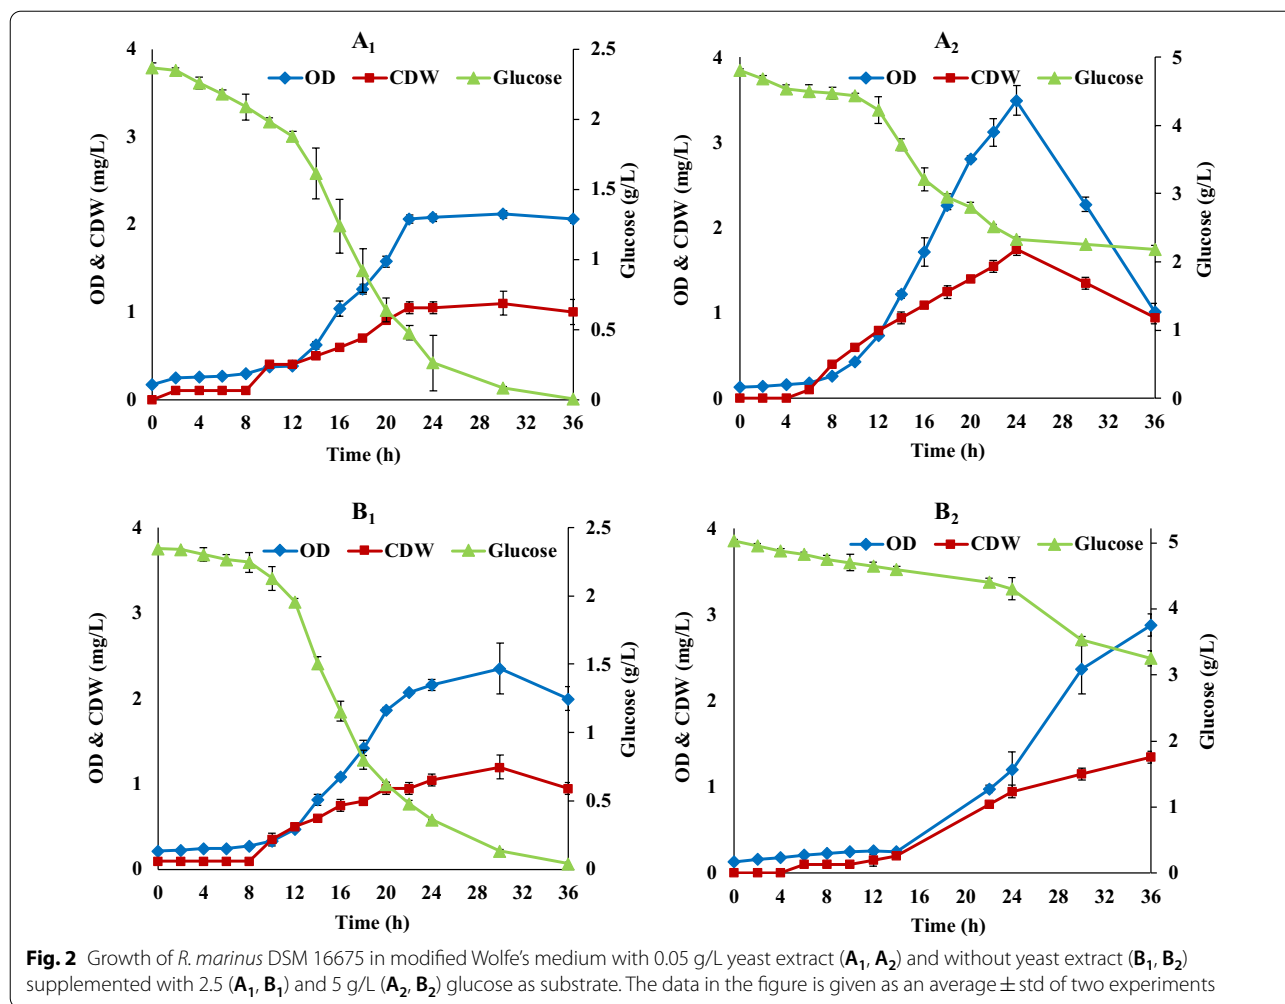 A1
OD CDW Glucose
4 3 2 1 0
OD & CDW (mg/L)
2.5 2 1.5 1 0.5 0
Glucose (g/L)
0 4 8 12 16 20 24 28 32 36
Time (h)
A2
OD CDW Glucose
4 3 2 1 0
OD & CDW (mg/L)
5 4 3 2 1 0
Glucose (g/L)
0 4 8 12 16 20 24 28 32 36
Time (h)
B1
OD CDW Glucose
4 3 2 1 0
OD & CDW (mg/L)
2.5 2 1.5 1 0.5 0
Glucose (g/L)
0 4 8 12 16 20 24 28 32 36
Time (h)
B2
OD CDW Glucose
4 3 2 1 0
OD & CDW (mg/L)
5 4 3 2 1 0
Glucose (g/L)
0 4 8 12 16 20 24 28 32 36
Time (h)
Fig. 2 Growth of R. marinus DSM 16675 in modified Wolfe's medium with 0.05 g/L yeast extract (A1, A2) and without yeast extract (B1, B2)
supplemented with 2.5 (A1, B1) and 5 g/L (A2, B2) glucose as substrate. The data in the figure is given as an average ± std of two experiments